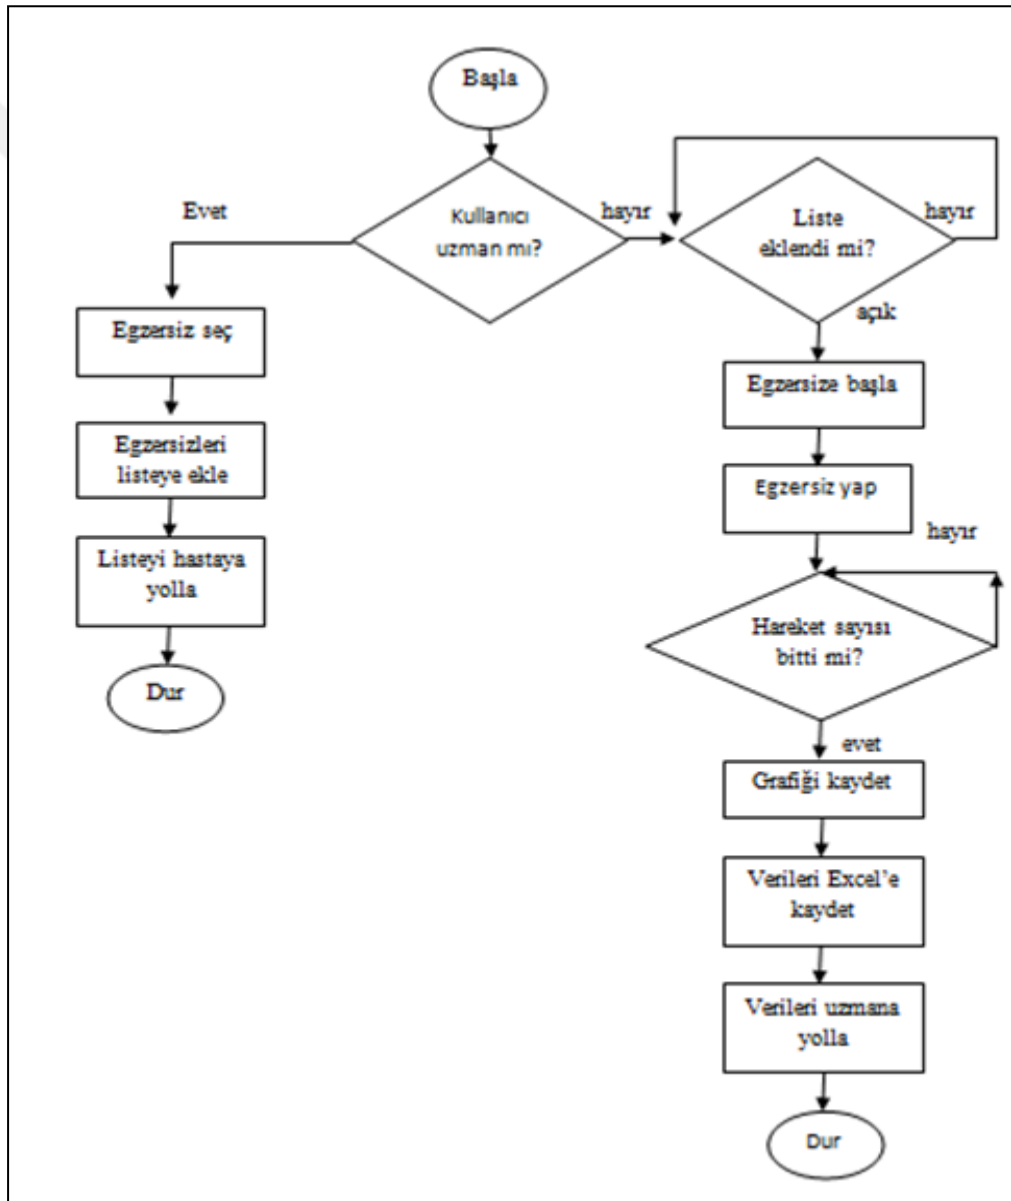 Başla
Kullanıcı
uzman mı?
Evet
hayır
Liste
eklendi mi?
hayır
açık
Egzersiz seç
Egzersizleri
listeye ekle
Listeyi hastaya
yolla
Dur
Egzersize başla
Egzersiz yap
hayır
Hareket sayısı
bitti mi?
evet
Grafiği kaydet
Verileri Excel’e
kaydet
Verileri uzmana
yolla
Dur